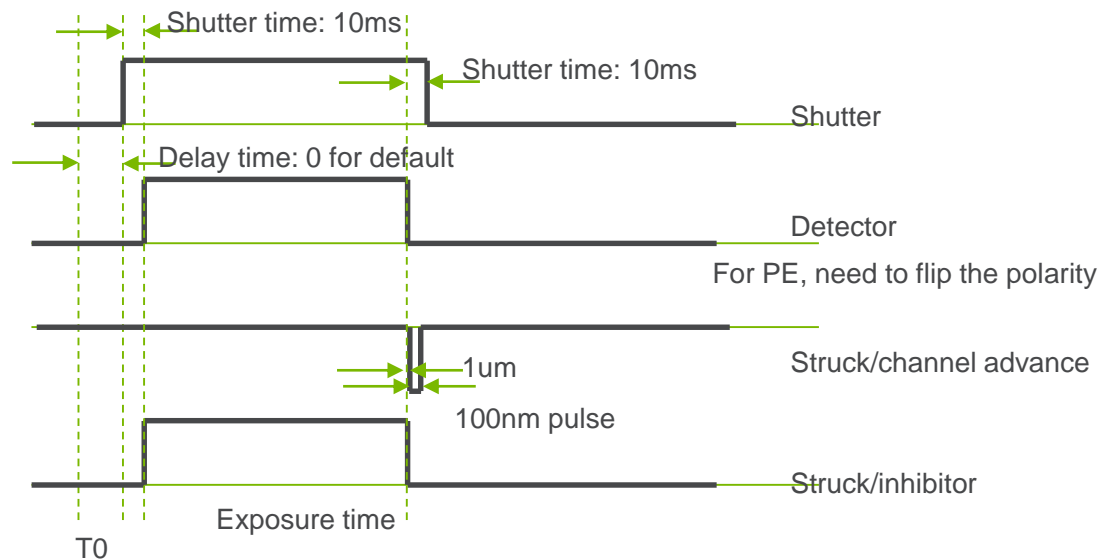 Shutter time: 10ms
Shutter time: 10ms
Shutter
Delay time: 0 for default
Detector
For PE, need to flip the polarity
Struck/channel advance
1um
100nm pulse
Struck/inhibitor
Exposure time
T0